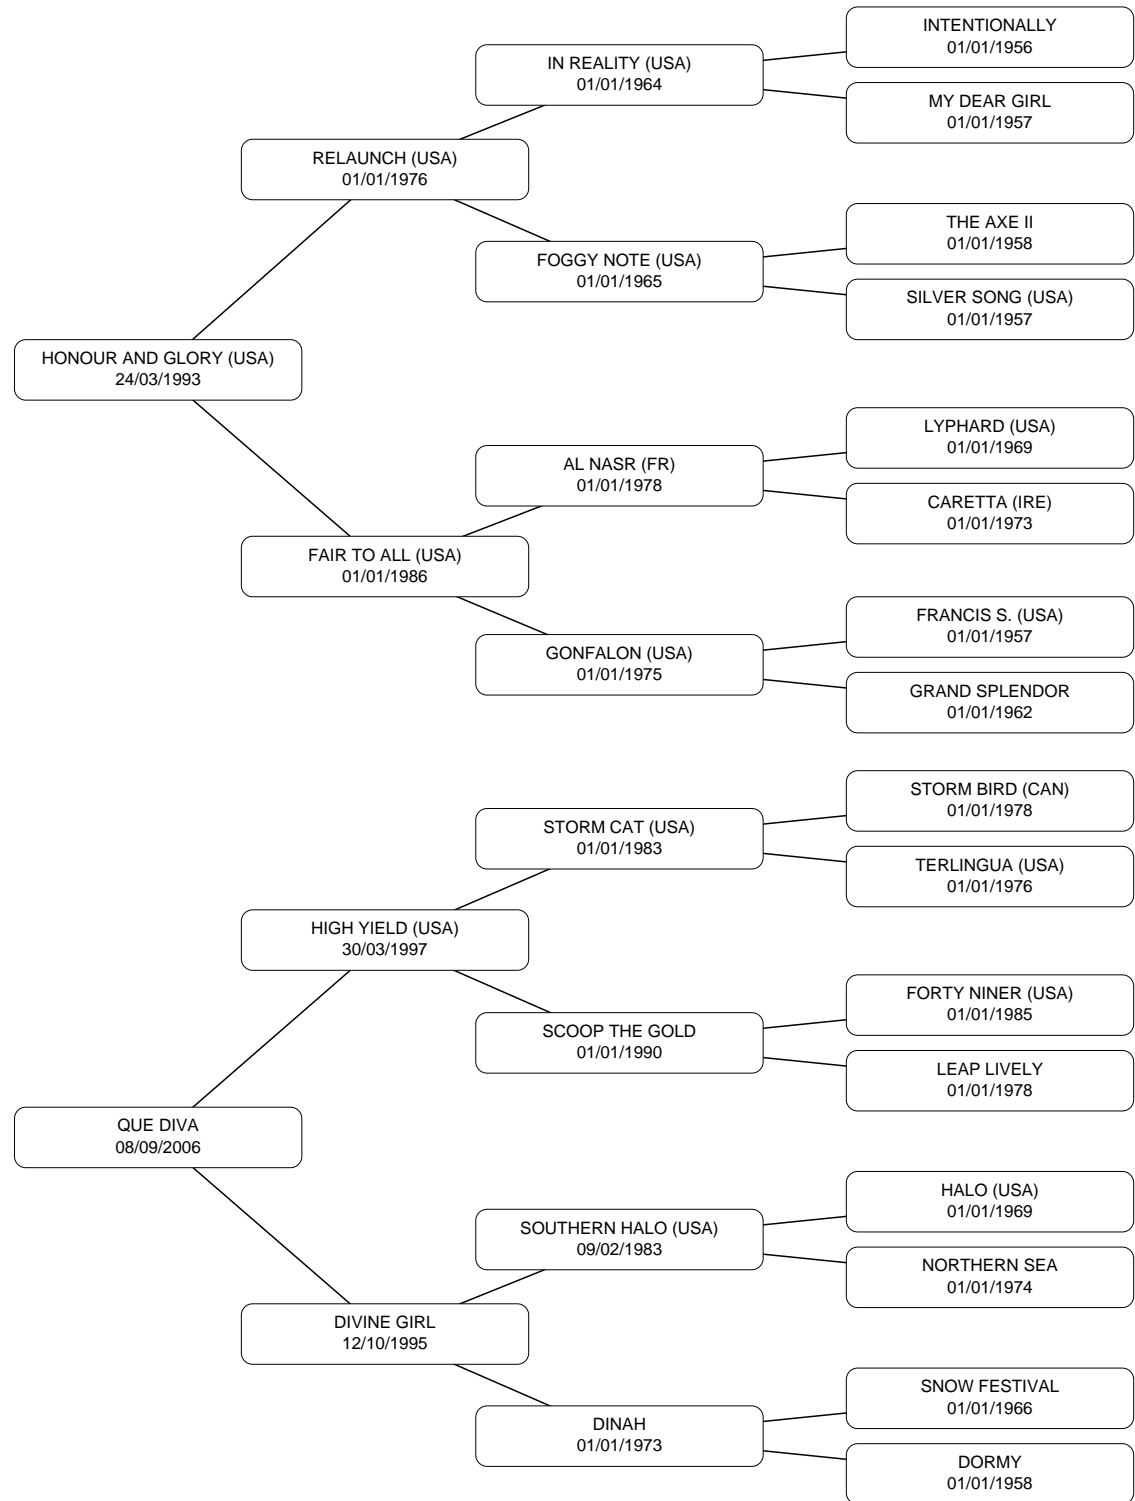 INTENTIONALLY
01/01/1956
IN REALITY (USA)
01/01/1964
MY DEAR GIRL
01/01/1957
RELAUNCH (USA)
01/01/1976
THE AXE II
01/01/1958
FOGGY NOTE (USA)
01/01/1965
SILVER SONG (USA)
01/01/1957
HONOUR AND GLORY (USA)
24/03/1993
LYPHARD (USA)
01/01/1969
AL NASR (FR)
01/01/1978
CARETTA (IRE)
01/01/1973
FAIR TO ALL (USA)
01/01/1986
FRANCIS S. (USA)
01/01/1957
GONFALON (USA)
01/01/1975
GRAND SPLENDOR
01/01/1962
STORM BIRD (CAN)
01/01/1978
STORM CAT (USA)
01/01/1983
TERLINGUA (USA)
01/01/1976
HIGH YIELD (USA)
30/03/1997
FORTY NINER (USA)
01/01/1985
SCOOP THE GOLD
01/01/1990
LEAP LIVELY
01/01/1978
QUE DIVA
08/09/2006
HALO (USA)
01/01/1969
SOUTHERN HALO (USA)
09/02/1983
NORTHERN SEA
01/01/1974
DIVINE GIRL
12/10/1995
SNOW FESTIVAL
01/01/1966
DINAH
01/01/1973
DORMY
01/01/1958